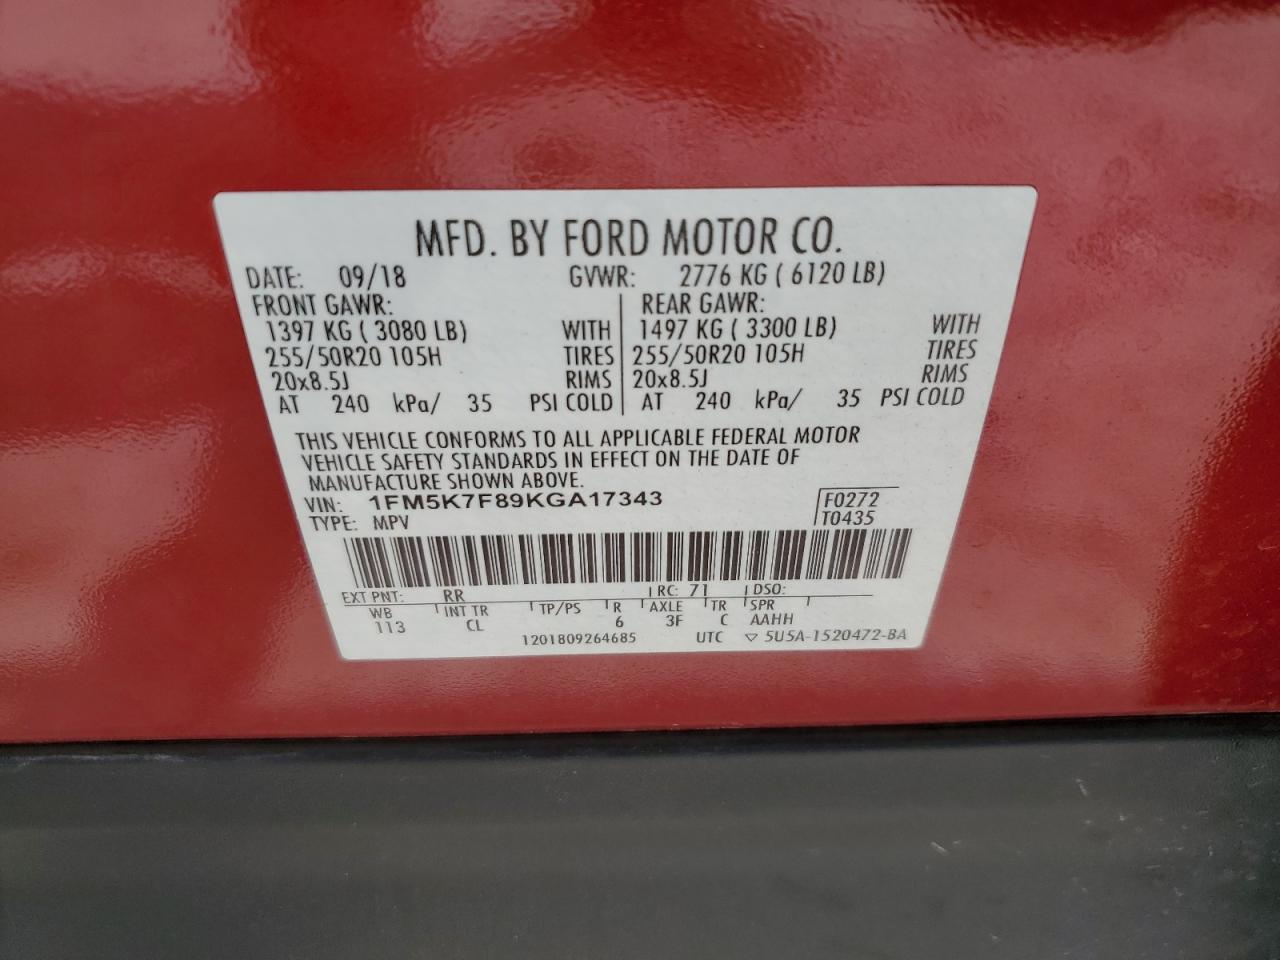 MFD. BY FORD MOTOR CO.
DATE: 09/18 GVWR: 2776 KG ( 6120 LB)
FRONT GAWR: REAR GAWR:
1397 KG ( 3080 LB) WITH 1497 KG ( 3300 LB) WITH
255/50R20 105H TIRES 255/50R20 105H TIRES
20x8.5J RIMS 20x8.5J RIMS
AT 240 kPa/ 35 PSI COLD AT 240 kPa/ 35 PSI COLD
THIS VEHICLE CONFORMS TO ALL APPLICABLE FEDERAL MOTOR
VEHICLE SAFETY STANDARDS IN EFFECT ON THE DATE OF
MANUFACTURE SHOWN ABOVE.
VIN: 1FM5K7F89KGA17343 F0272
TYPE: MPV T0435
EXT PNT: RR RC: 71 DSO:
WB INT TR TP/PS R AXLE TR SPR
113 CL 6 3F C AAHH
1201809264685 UTC ▽ 5U5A-1520472-BA